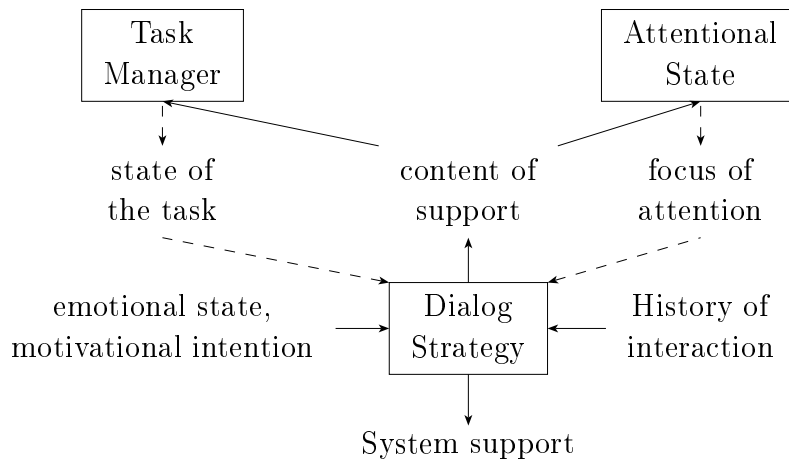 Task
Manager
Attentional
State
state of
the task
content of
support
focus of
attention
emotional state,
motivational intention
Dialog
Strategy
History of
interaction
System support